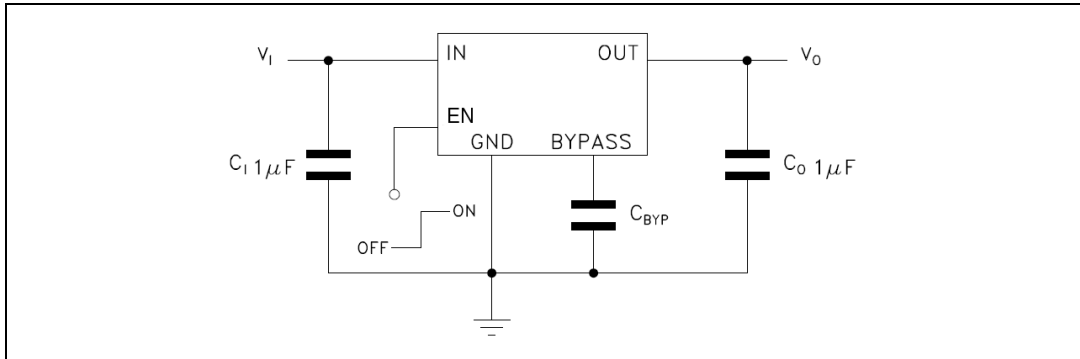 V_I
IN
OUT
V_O
EN
GND
BYPASS
C_I 1μF
C_O 1μF
C_BYP
ON
OFF